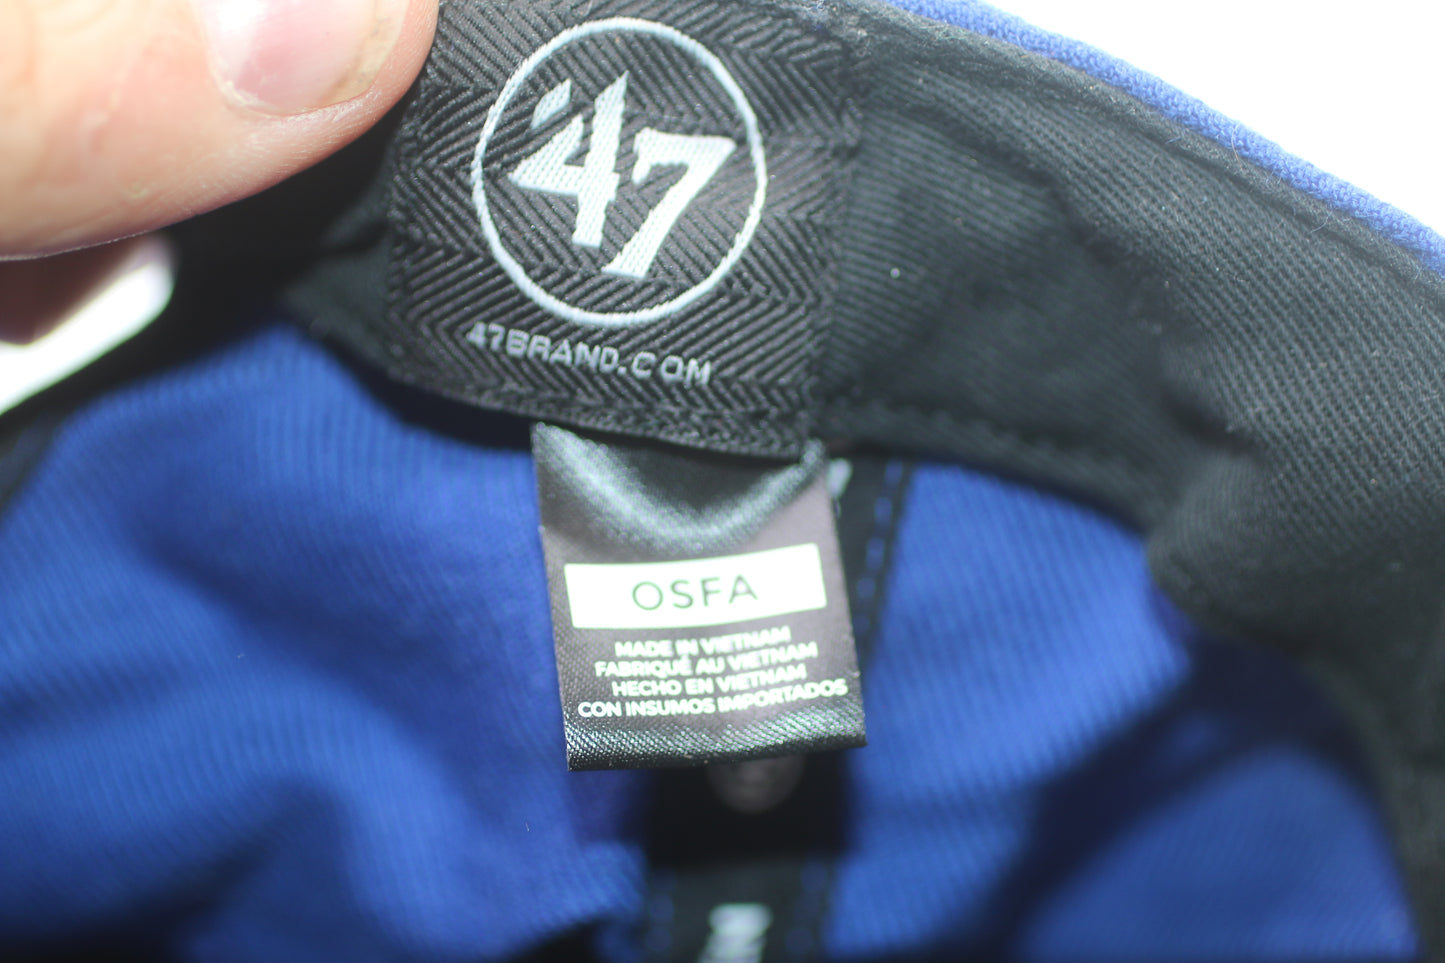 '47
47BRAND.COM
OSFA
MADE IN VIETNAM
FABRIQUÉ AU VIETNAM
HECHO EN VIETNAM
CON INSUMOS IMPORTADOS